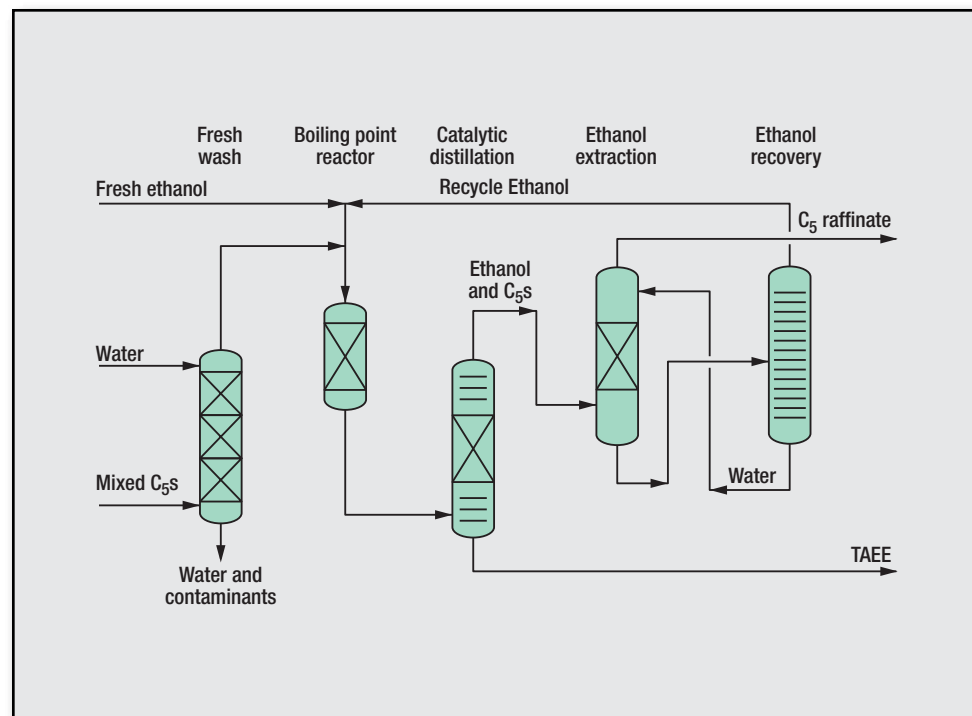 Fresh
wash
Boiling point
reactor
Catalytic
distillation
Ethanol
extraction
Ethanol
recovery
Fresh ethanol
Recycle Ethanol
C₅ raffinate
Ethanol
and C₅s
Water
Mixed C₅s
Water
Water and
contaminants
TAEE